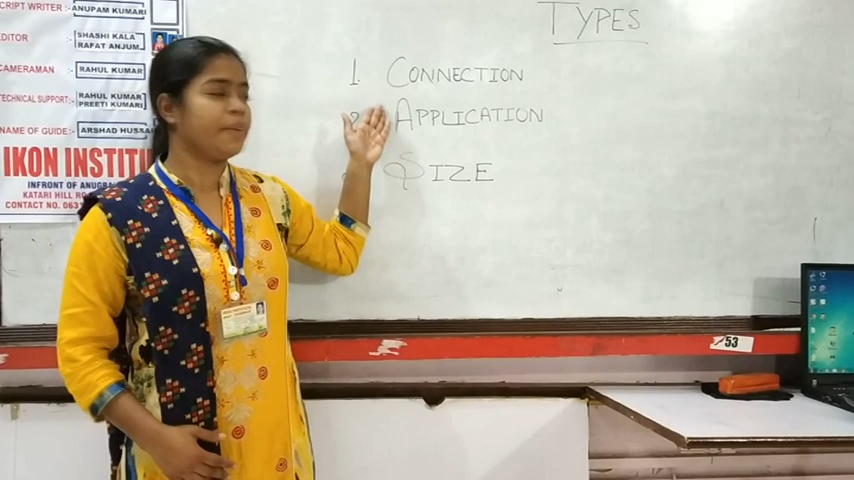 CRIPT WRITER :- ANUPAM KUMARI
EDITOR :- SHASHI KALA
RAFAT ANJUM
CAMERAMAN :- RAHUL KUMAR
TECHNICAL SUPPORT:- RAHUL KUMAR
PREETI KUMARI
NAME OF GUIDE:- ARSHAD HUSSA
IKON INSTITU
INFRONT OF ANUGRA
KATARI HILL RO
CONTACT NO. 0631
TYPES
1. CONNECTION
2 APPLICATION
SIZE
53